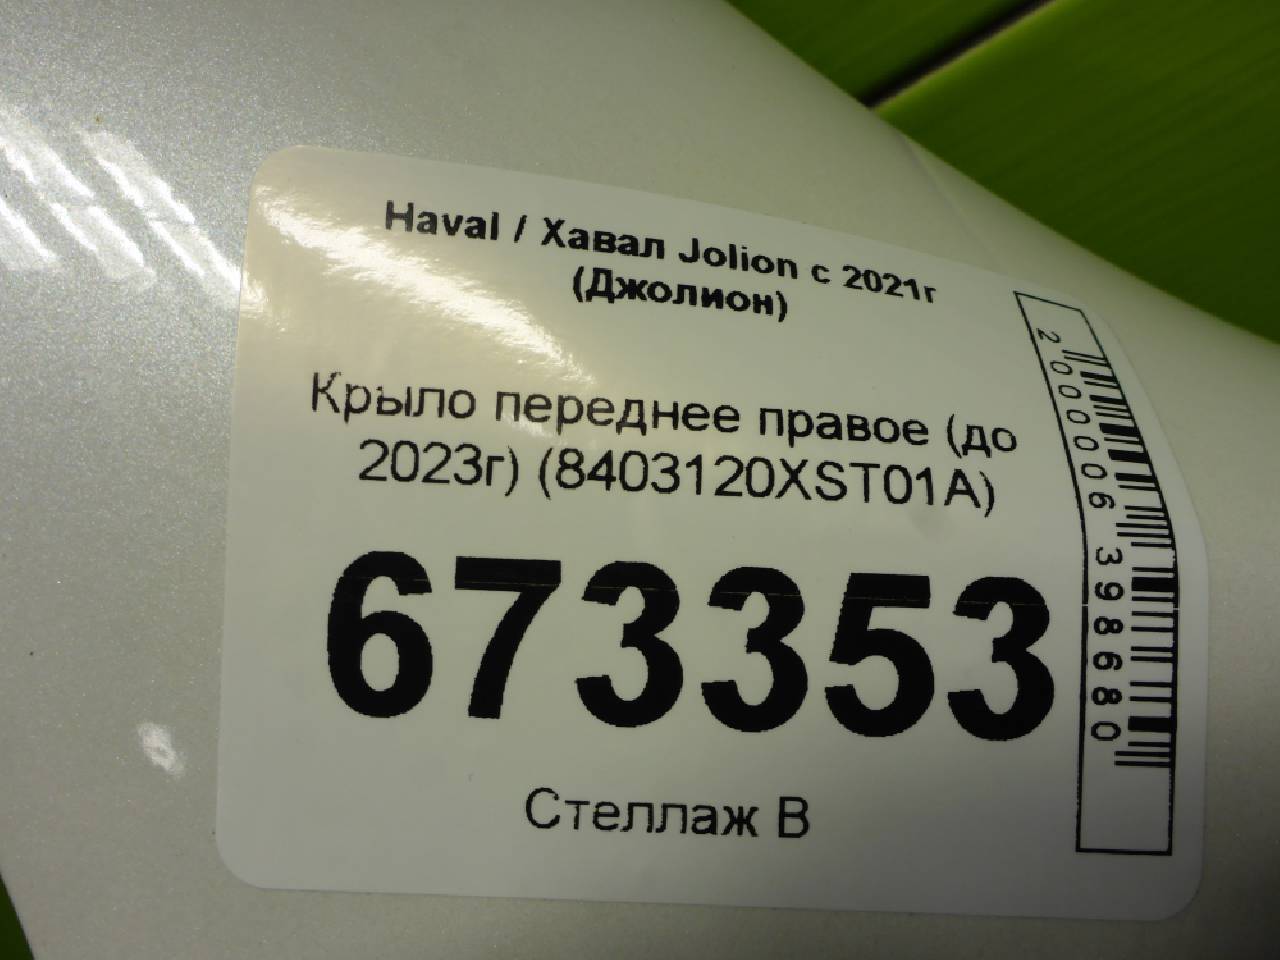 Haval / Хавал Jolion с 2021г
(Джолион)
Крыло переднее правое (до
2023г) (8403120XST01A)
673353
Стеллаж В
2000006398680